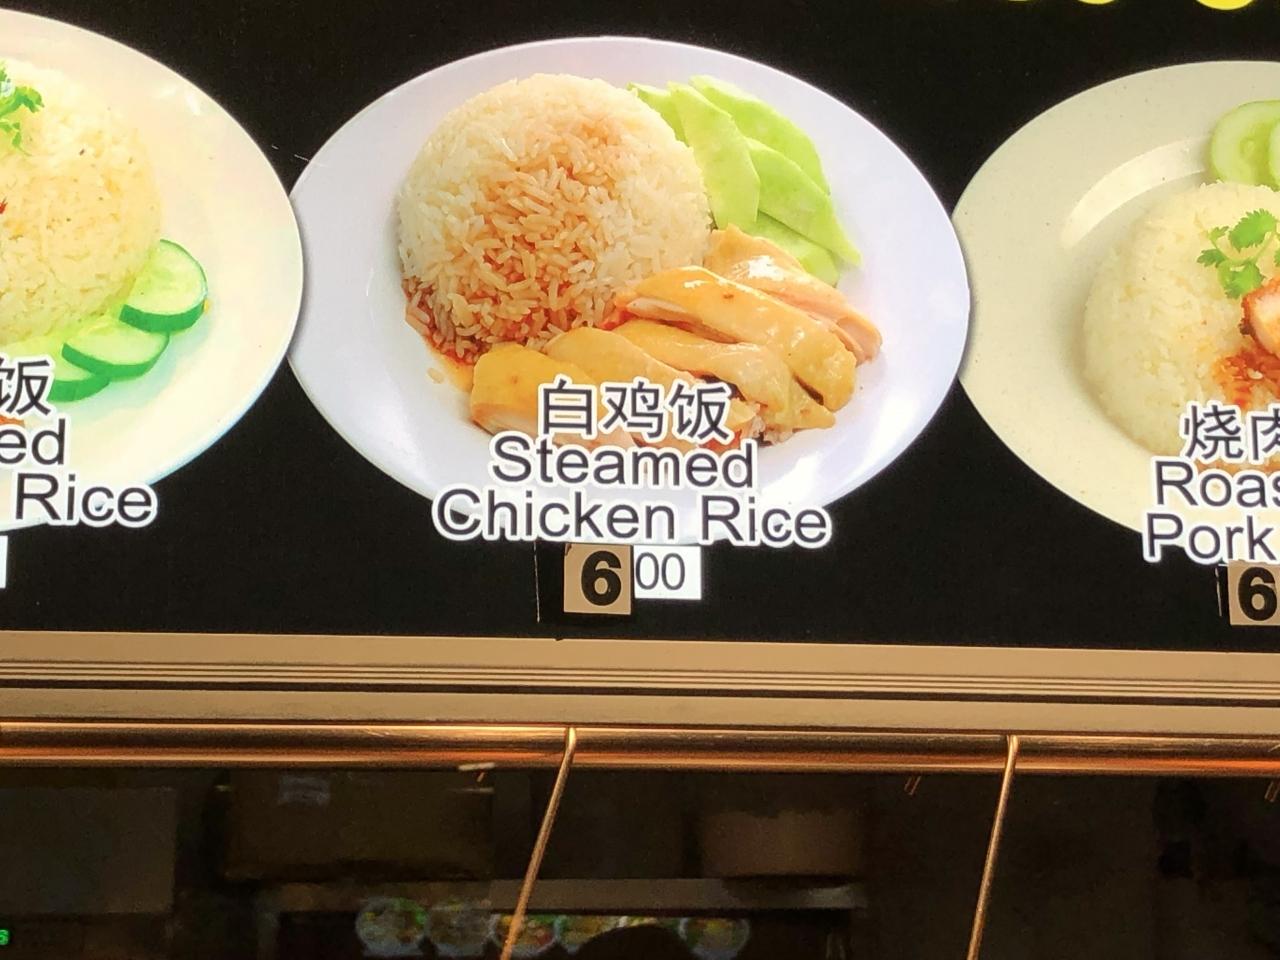 饭
ed
Rice
白鸡饭
Steamed
Chicken Rice
6 00
烧肉
Roas
Pork
6